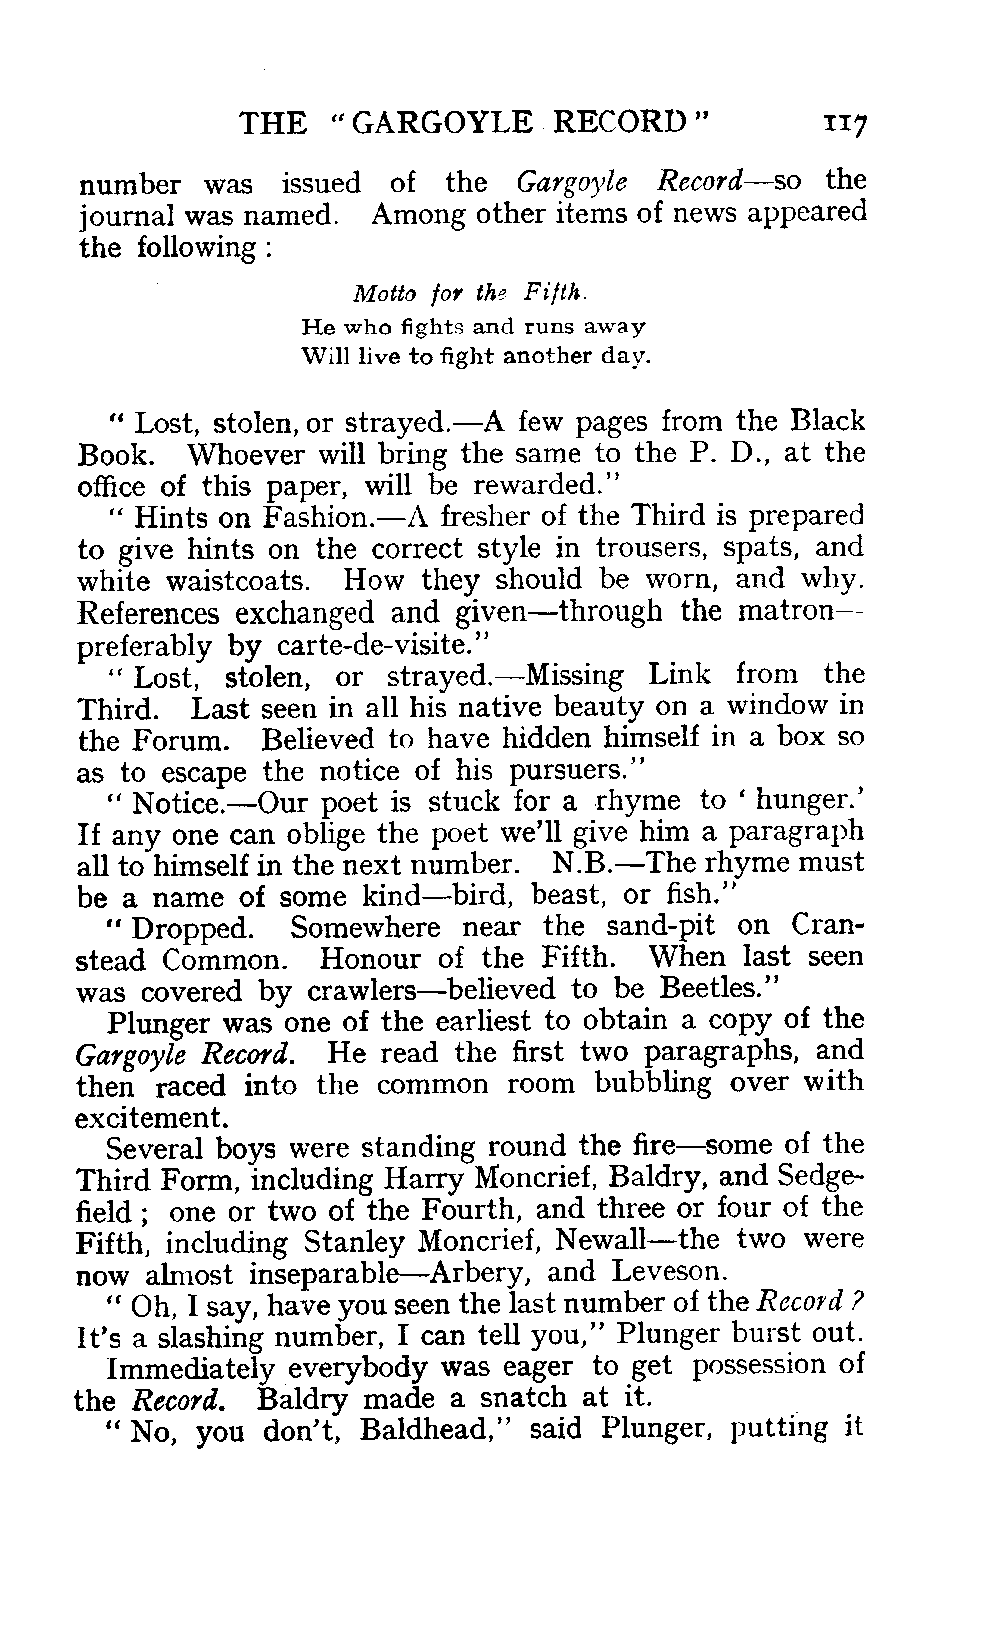 THE "GARGOYLE RECORD" 117
number was issued of the Gargoyle Record—so the
journal was named. Among other items of news appeared
the following :
Motto for the Fifth.
He who fights and runs away
Will live to fight another day.
" Lost, stolen, or strayed.—A few pages from the Black
Book. Whoever will bring the same to the P. D., at the
office of this paper, will be rewarded."
" Hints on Fashion.—A fresher of the Third is prepared
to give hints on the correct style in trousers, spats, and
white waistcoats. How they should be worn, and why.
References exchanged and given—through the matron—
preferably by carte-de-visite."
" Lost, stolen, or strayed.—Missing Link from the
Third. Last seen in all his native beauty on a window in
the Forum. Believed to have hidden himself in a box so
as to escape the notice of his pursuers."
" Notice.—Our poet is stuck for a rhyme to ' hunger.'
If any one can oblige the poet we'll give him a paragraph
all to himself in the next number. N.B.—The rhyme must
be a name of some kind—bird, beast, or fish."
" Dropped. Somewhere near the sand-pit on Cran-
stead Common. Honour of the Fifth. When last seen
was covered by crawlers—believed to be Beetles."
Plunger was one of the earliest to obtain a copy of the
Gargoyle Record. He read the first two paragraphs, and
then raced into the common room bubbling over with
excitement.
Several boys were standing round the fire—some of the
Third Form, including Harry Moncrief, Baldry, and Sedge-
field ; one or two of the Fourth, and three or four of the
Fifth, including Stanley Moncrief, Newall—the two were
now almost inseparable—Arbery, and Leveson.
" Oh, I say, have you seen the last number of the Record ?
It's a slashing number, I can tell you," Plunger burst out.
Immediately everybody was eager to get possession of
the Record. Baldry made a snatch at it.
" No, you don't, Baldhead," said Plunger, putting it